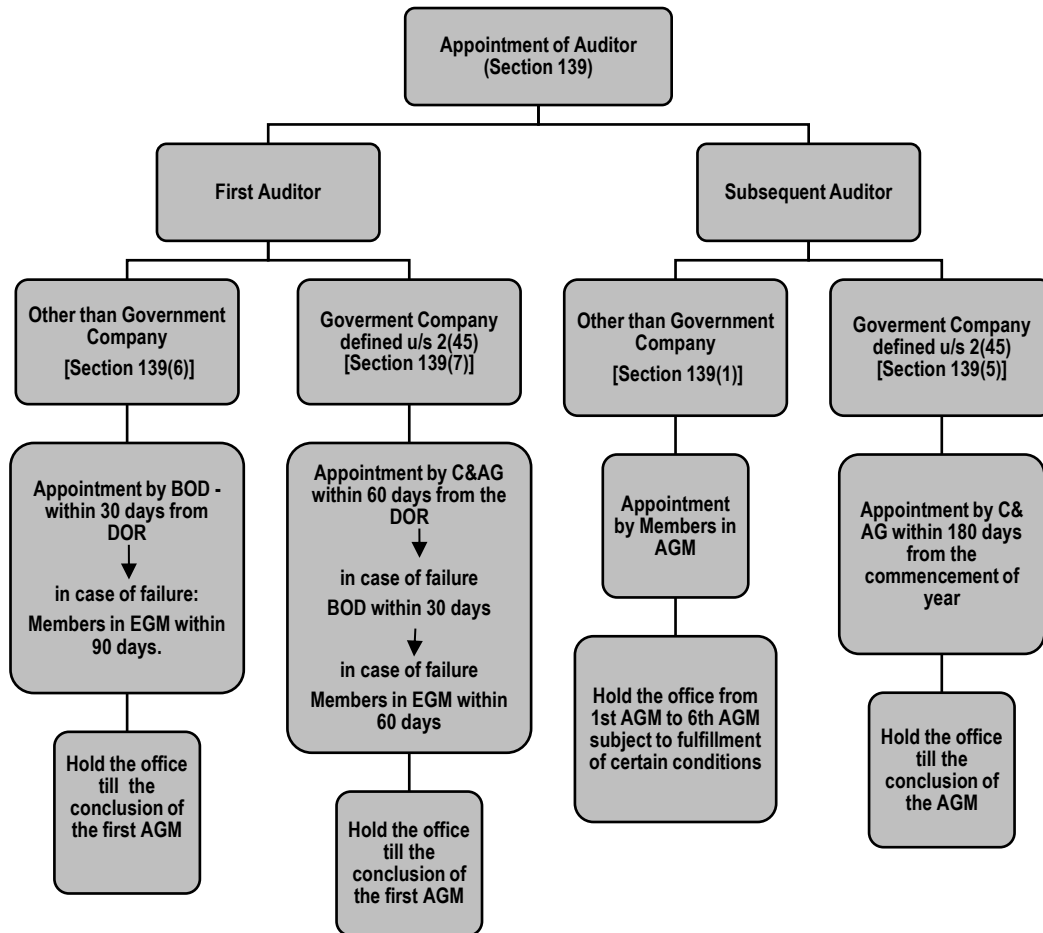 Appointment of Auditor
(Section 139)
First Auditor
Subsequent Auditor
Other than Government
Company
[Section 139(6)]
Goverment Company
defined u/s 2(45)
[Section 139(7)]
Other than Government
Company
[Section 139(1)]
Goverment Company
defined u/s 2(45)
[Section 139(5)]
Appointment by BOD -
within 30 days from
DOR
in case of failure:
Members in EGM within
90 days.
Appointment by C&AG
within 60 days from the
DOR
in case of failure
BOD within 30 days
in case of failure
Members in EGM within
60 days
Appointment
by Members in
AGM
Appointment by C&
AG within 180 days
from the
commencement of
year
Hold the office
till the
conclusion of
the first AGM
Hold the office
till the
conclusion of
the first AGM
Hold the office from
1st AGM to 6th AGM
subject to fulfillment
of certain conditions
Hold the office
till the
conclusion of
the AGM